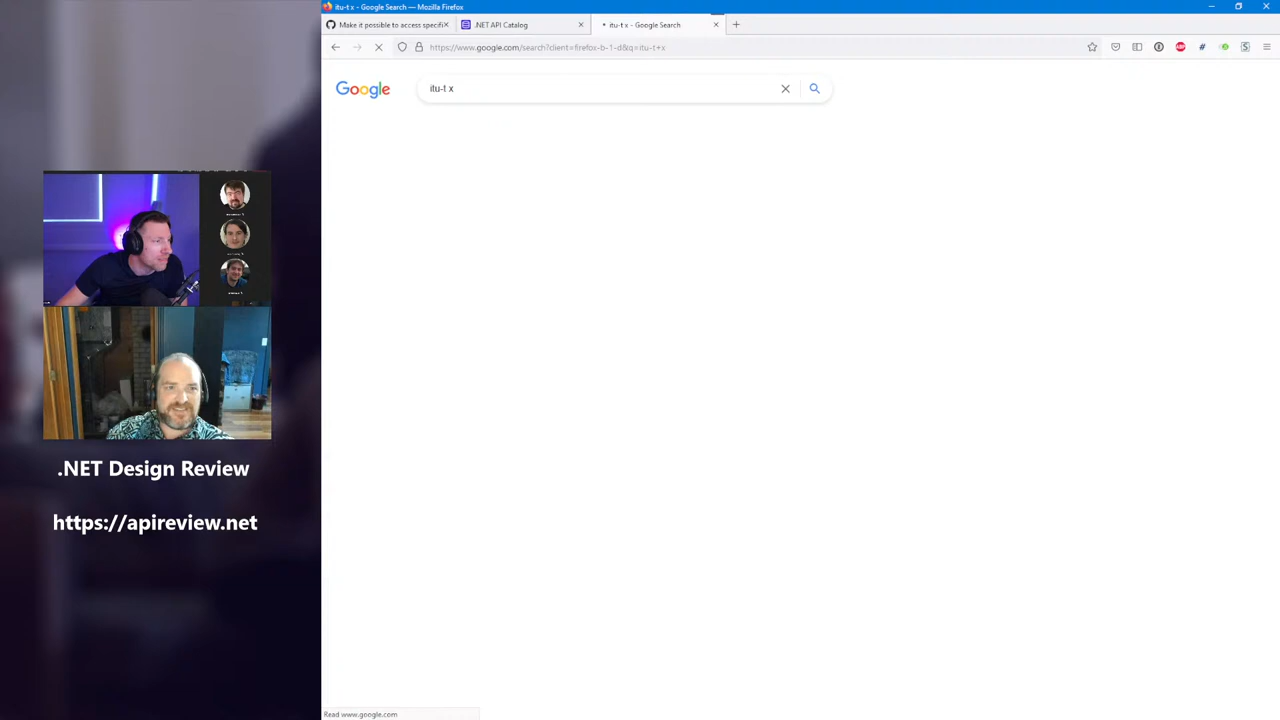 itu-t x - Google Search — Mozilla Firefox
Make it possible to access specifi
.NET API Catalog
itu-t x - Google Search
https://www.google.com/search?client=firefox-b-1-d&q=itu-t+x
Google
itu-t x
.NET Design Review
https://apireview.net
Read www.google.com